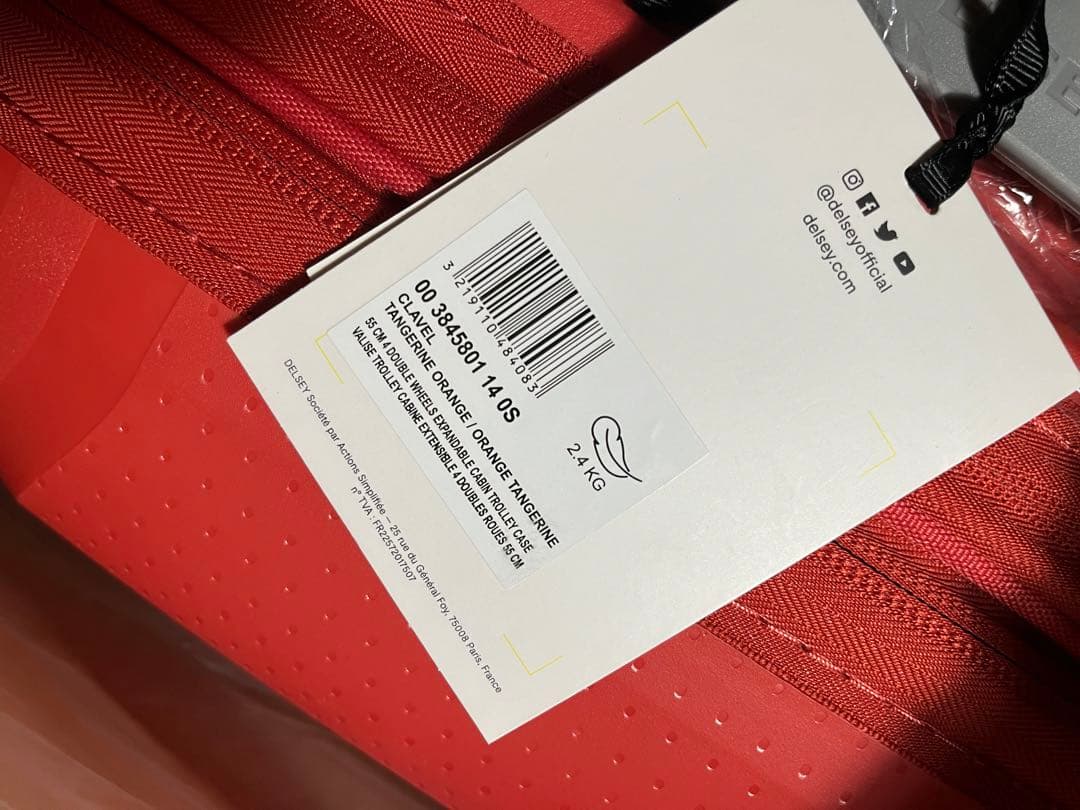 @delseyofficial
delsey.com
3 219110 484083
00 3845801 14 0S
CLAVEL
TANGERINE ORANGE / ORANGE TANGERINE
55 CM 4 DOUBLE WHEELS EXPANDABLE CABIN TROLLEY CASE
VALISE TROLLEY CABINE EXTENSIBLE 4 DOUBLES ROUES 55 CM
2.4 KG
DELSEY Société par Actions Simplifiée – 25 rue du Général Foy, 75008 Paris, France
n° TVA : FR22572017507